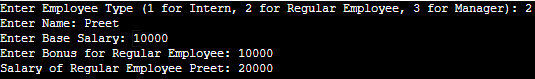 Enter Employee Type (1 for Intern, 2 for Regular Employee, 3 for Manager): 2
Enter Name: Preet
Enter Base Salary: 10000
Enter Bonus for Regular Employee: 10000
Salary of Regular Employee Preet: 20000